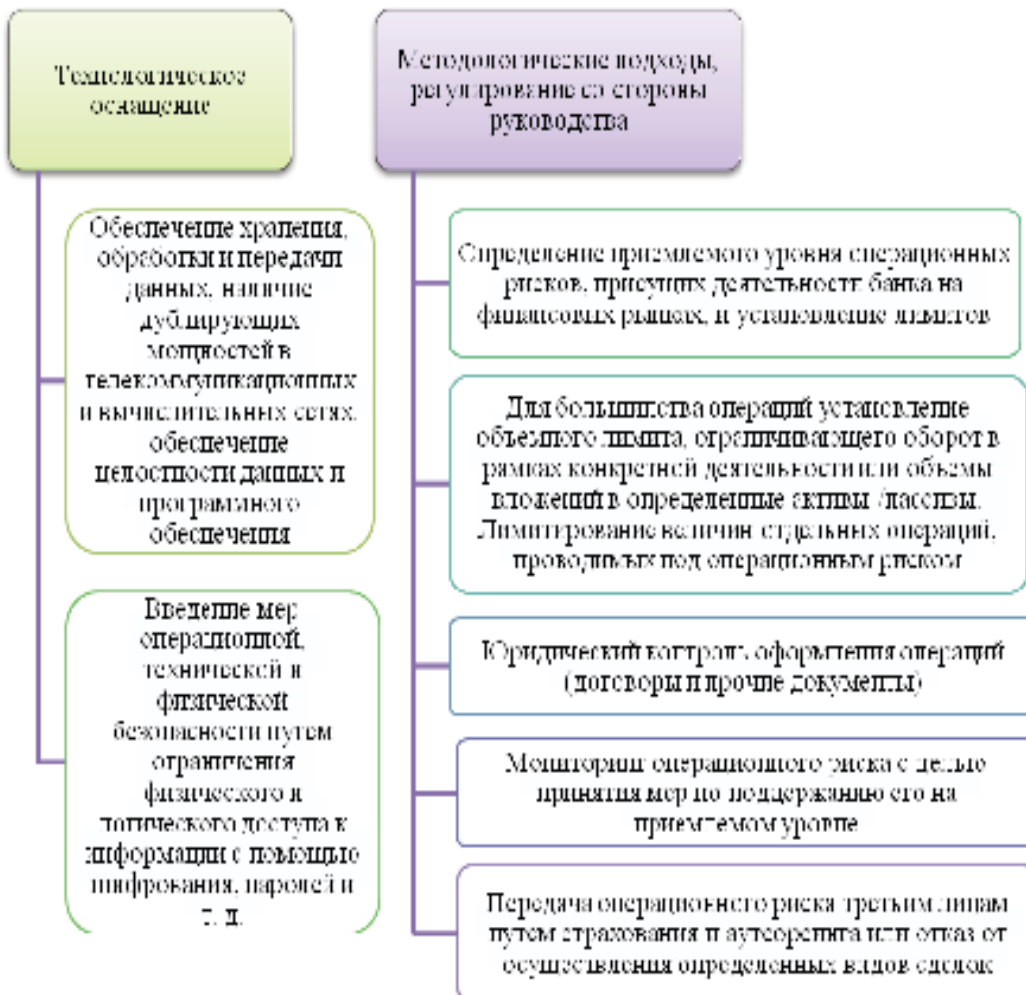 Технологическое
оснащение
Обеспечение хранения,
обработки и передачи
данных, наличие
дублирующих
мощностей в
телекоммуникационных
и вычислительных сетях,
обеспечение
целостности данных и
программного
обеспечения
Введение мер
операционной,
технической и
физической
безопасности путем
ограничения
физического и
логического доступа к
информации с помощью
шифрования, паролей и
т. д.
Методологические подходы,
регулирование со стороны
руководства
Определение приемлемого уровня операционных
рисков, присущих деятельности банка на
финансовых рынках, и установление лимитов
Для большинства операций установление
объемного лимита, ограничивающего оборот в
рамках конкретной деятельности или объемы
вложений в определенные активы /пассивы.
Лимитирование величин отдельных операций,
проводимых под операционным риском
Юридический контроль оформления операций
(договоры и прочие документы)
Мониторинг операционного риска с целью
принятия мер по поддержанию его на
приемлемом уровне
Передача операционного риска третьим лицам
путем страхования и аутсорсинга или отказ от
осуществления определенных видов сделок